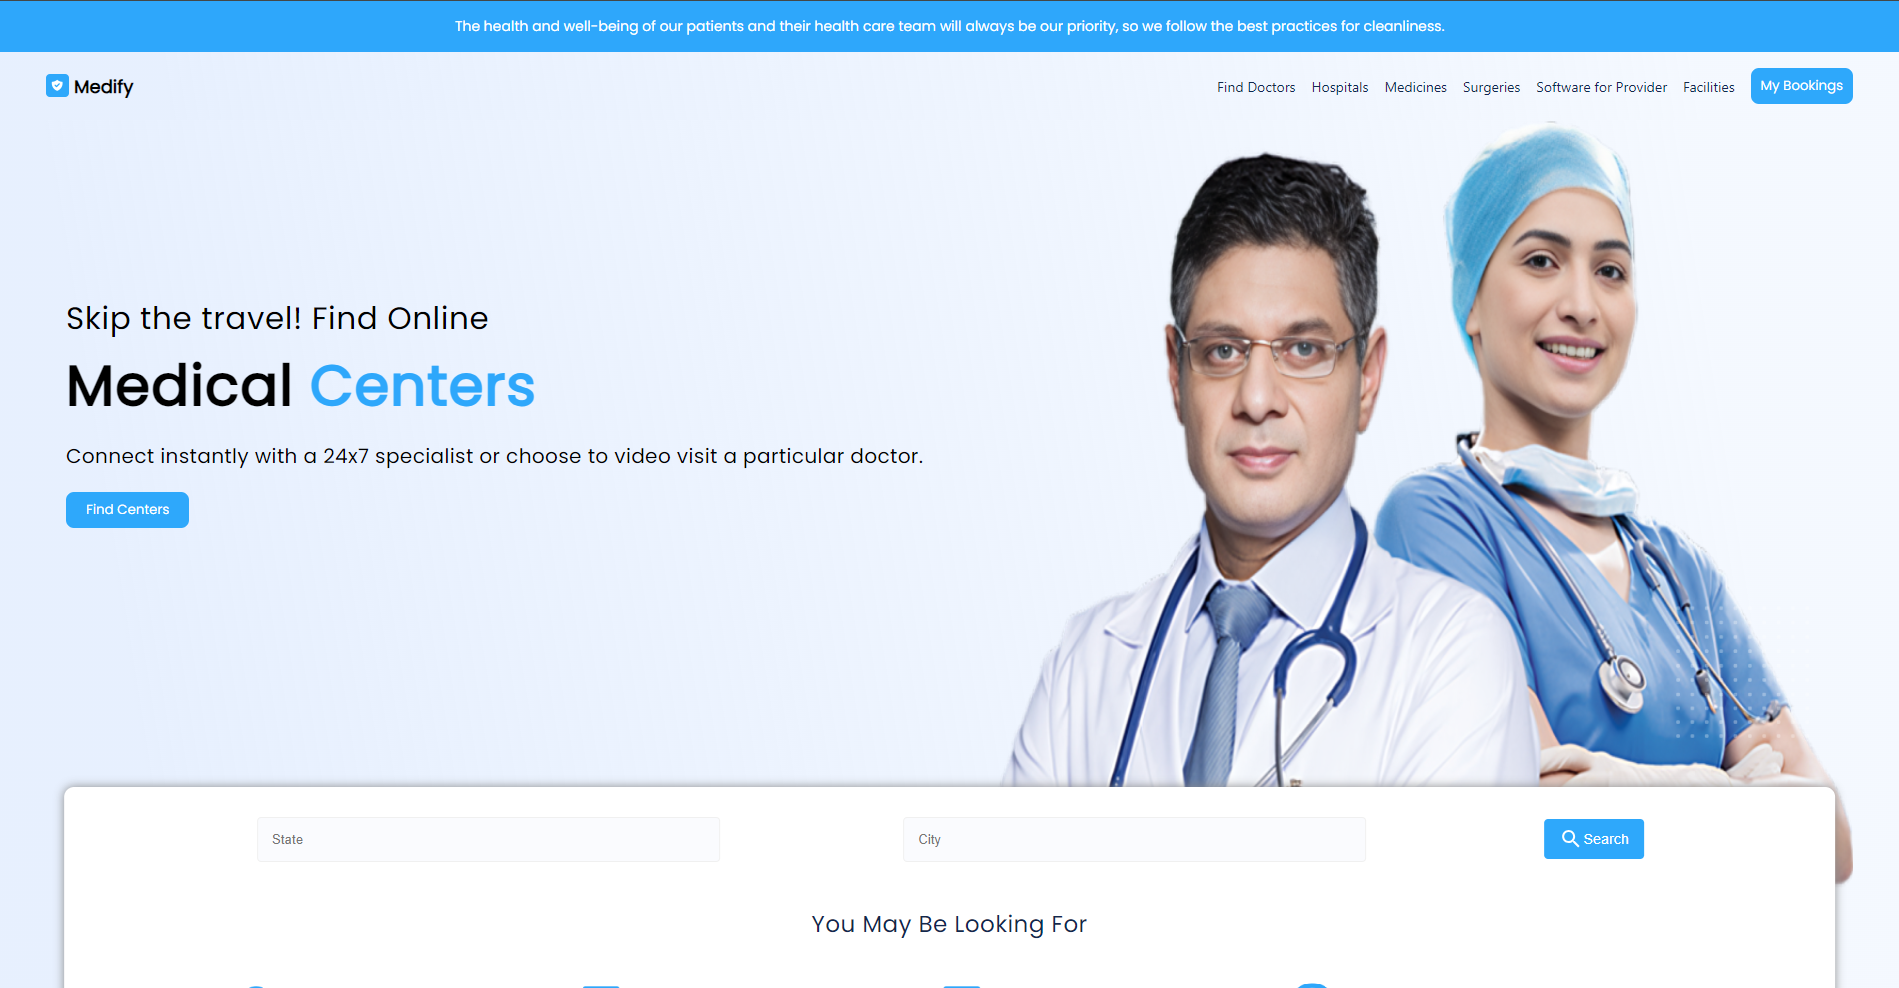 The health and well-being of our patients and their health care team will always be our priority, so we follow the best practices for cleanliness.
Medify
Find Doctors
Hospitals
Medicines
Surgeries
Software for Provider
Facilities
My Bookings
Skip the travel! Find Online
Medical Centers
Connect instantly with a 24x7 specialist or choose to video visit a particular doctor.
Find Centers
State
City
Search
You May Be Looking For